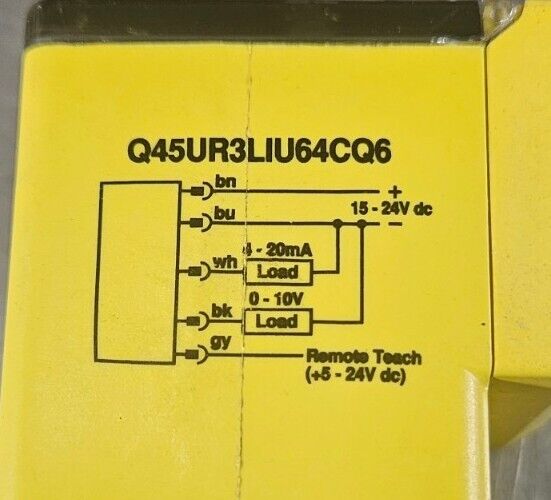 Q45UR3LIU64CQ6
bn
+
15 - 24V dc
bu
–
4 - 20mA
wh
Load
0 - 10V
bk
Load
gy
Remote Teach
(+5 - 24V dc)